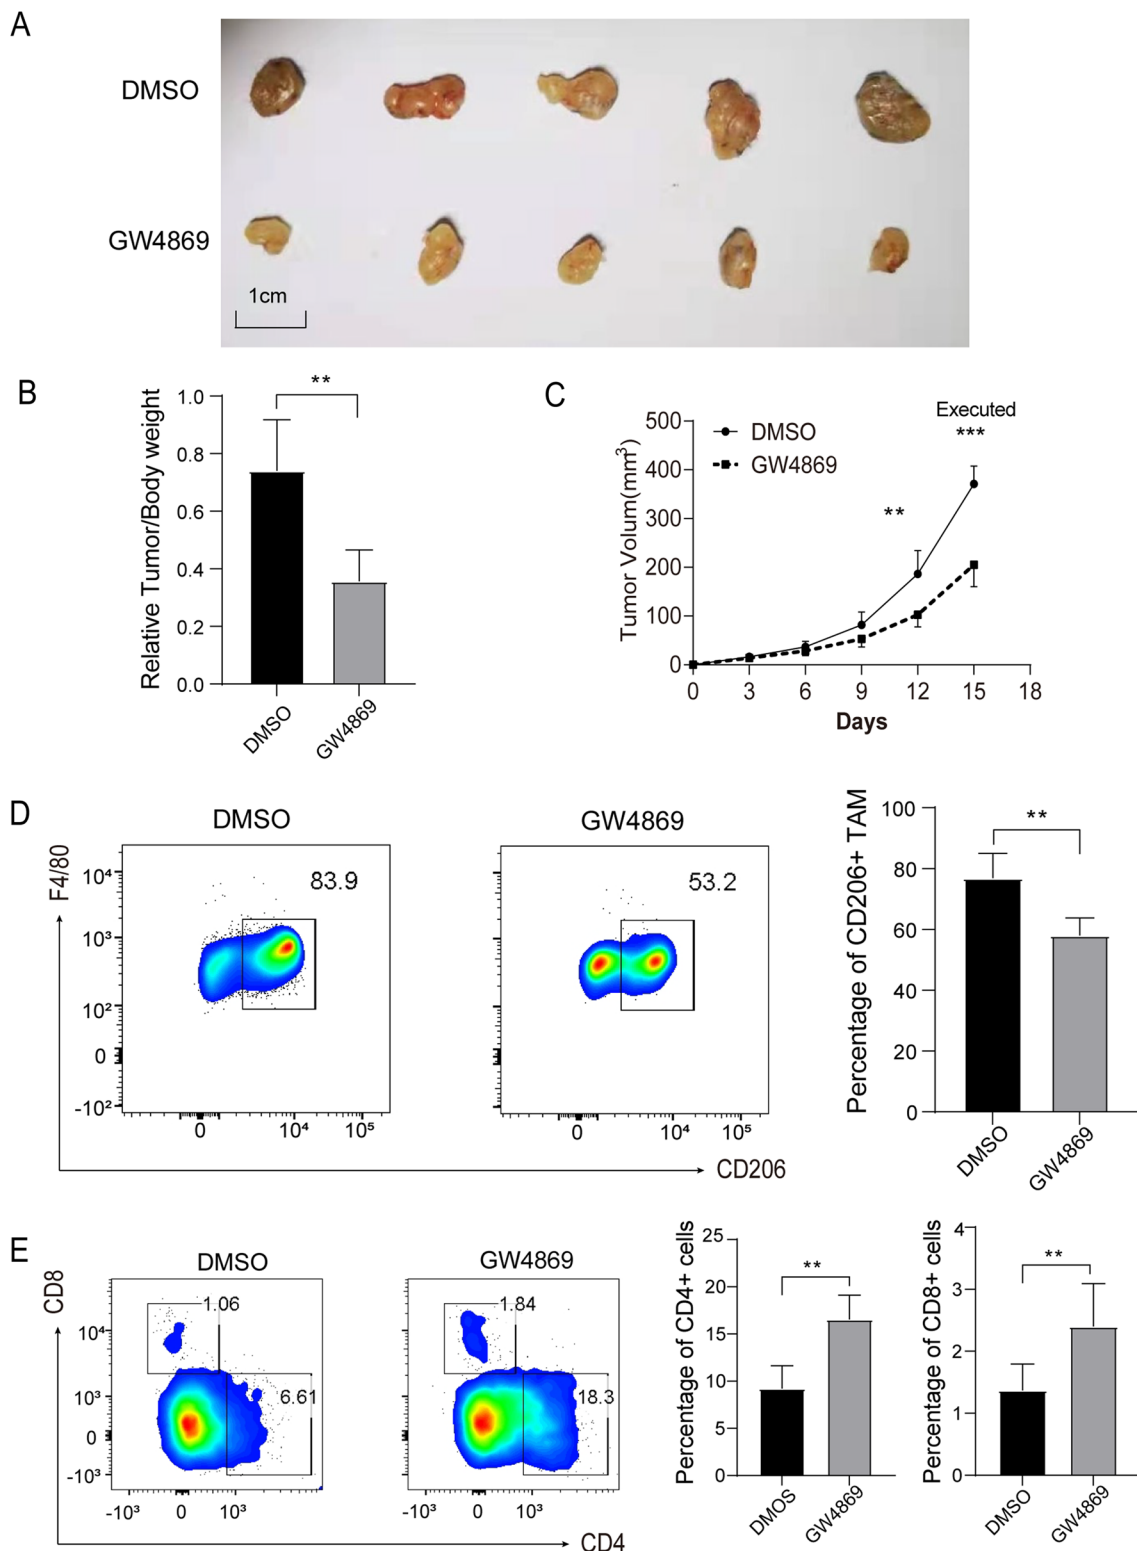 A
DMSO
GW4869
1cm
B
Relative Tumor/Body weight
1.0
0.8
0.6
0.4
0.2
0.0
**
DMSO
GW4869
C
Tumor Volum(mm³)
500
400
300
200
100
0
DMSO
GW4869
Executed
***
**
0 3 6 9 12 15 18
Days
D
DMSO
GW4869
F4/80
10⁴
10³
10²
0
-10²
83.9
53.2
0 10⁴ 10⁵
0 10⁴ 10⁵
CD206
Percentage of CD206+ TAM
100
80
60
40
20
0
**
DMSO
GW4869
E
DMSO
GW4869
CD8
10⁴
10³
0
-10³
1.06
6.61
-10³ 0 10³
10⁴
10³
0
-10³
1.84
18.3
-10³ 0 10³
CD4
Percentage of CD4+ cells
25
20
15
10
5
0
**
DMOS
GW4869
Percentage of CD8+ cells
4
3
2
1
0
**
DMSO
GW4869